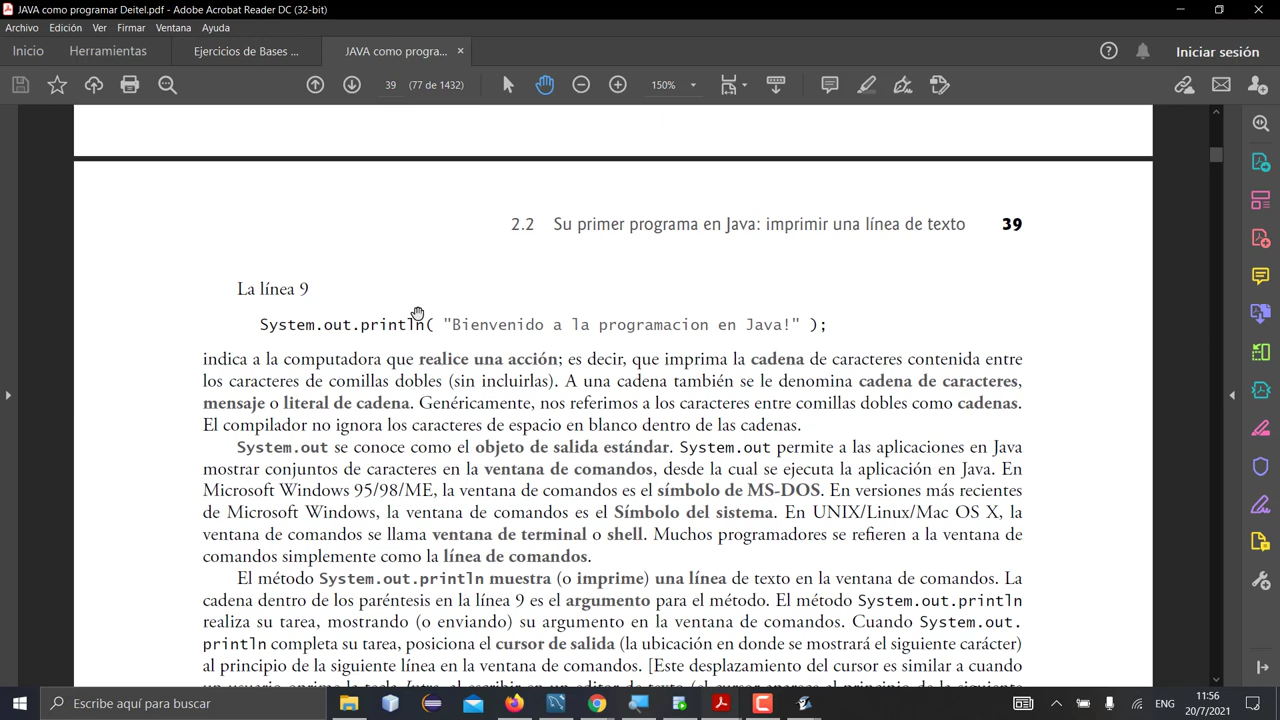 JAVA como programar Deitel.pdf - Adobe Acrobat Reader DC (32-bit)
Archivo Edición Ver Firmar Ventana Ayuda
Inicio Herramientas Ejercicios de Bases ... JAVA como progra... × Iniciar sesión
39 (77 de 1432) 150%
2.2 Su primer programa en Java: imprimir una línea de texto 39
La línea 9
System.out.println( "Bienvenido a la programacion en Java!" );
indica a la computadora que realice una acción; es decir, que imprima la cadena de caracteres contenida entre
los caracteres de comillas dobles (sin incluirlas). A una cadena también se le denomina cadena de caracteres,
mensaje o literal de cadena. Genéricamente, nos referimos a los caracteres entre comillas dobles como cadenas.
El compilador no ignora los caracteres de espacio en blanco dentro de las cadenas.
System.out se conoce como el objeto de salida estándar. System.out permite a las aplicaciones en Java
mostrar conjuntos de caracteres en la ventana de comandos, desde la cual se ejecuta la aplicación en Java. En
Microsoft Windows 95/98/ME, la ventana de comandos es el símbolo de MS-DOS. En versiones más recientes
de Microsoft Windows, la ventana de comandos es el Símbolo del sistema. En UNIX/Linux/Mac OS X, la
ventana de comandos se llama ventana de terminal o shell. Muchos programadores se refieren a la ventana de
comandos simplemente como la línea de comandos.
El método System.out.println muestra (o imprime) una línea de texto en la ventana de comandos. La
cadena dentro de los paréntesis en la línea 9 es el argumento para el método. El método System.out.println
realiza su tarea, mostrando (o enviando) su argumento en la ventana de comandos. Cuando System.out.
println completa su tarea, posiciona el cursor de salida (la ubicación en donde se mostrará el siguiente carácter)
al principio de la siguiente línea en la ventana de comandos. [Este desplazamiento del cursor es similar a cuando
Escribe aquí para buscar
ENG
11:56
20/7/2021